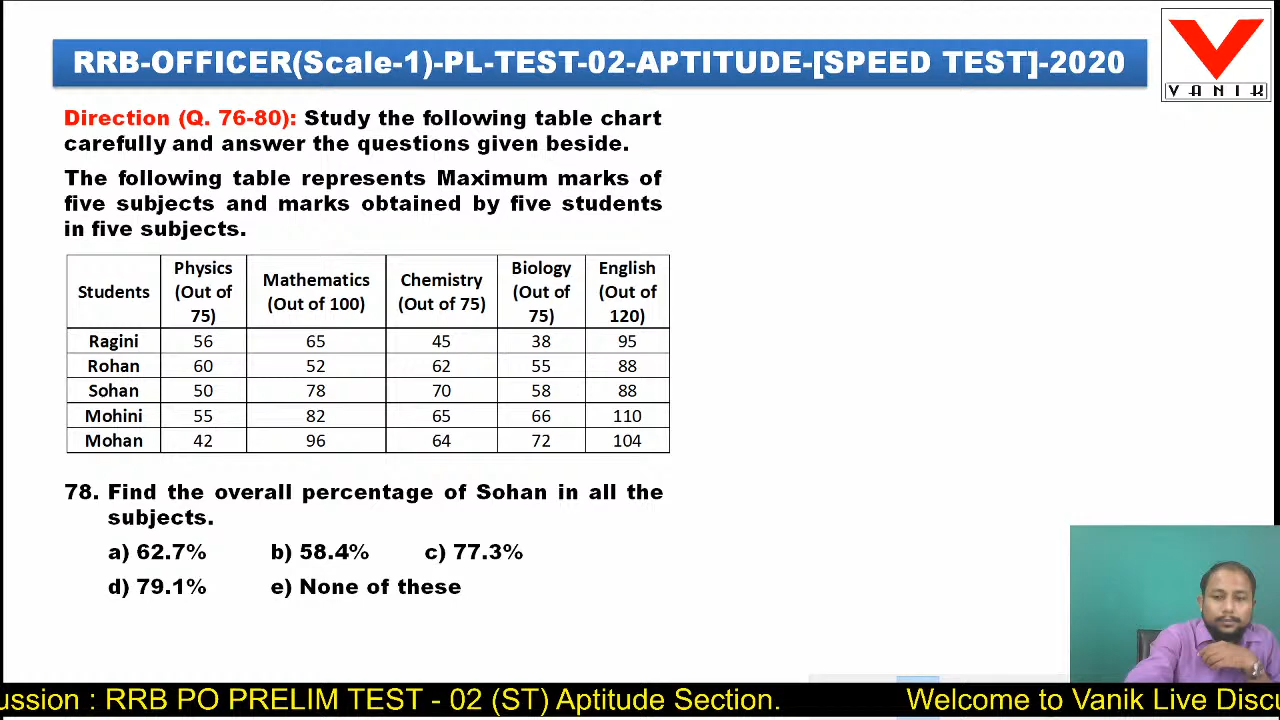 RRB-OFFICER(Scale-1)-PL-TEST-02-APTITUDE-[SPEED TEST]-2020
VANIK
Direction (Q. 76-80): Study the following table chart
carefully and answer the questions given beside.
The following table represents Maximum marks of
five subjects and marks obtained by five students
in five subjects.
Students Physics (Out of 75) Mathematics (Out of 100) Chemistry (Out of 75) Biology (Out of 75) English (Out of 120)
Ragini 56 65 45 38 95
Rohan 60 52 62 55 88
Sohan 50 78 70 58 88
Mohini 55 82 65 66 110
Mohan 42 96 64 72 104
78. Find the overall percentage of Sohan in all the
subjects.
a) 62.7% b) 58.4% c) 77.3%
d) 79.1% e) None of these
ussion : RRB PO PRELIM TEST - 02 (ST) Aptitude Section. Welcome to Vanik Live Discu